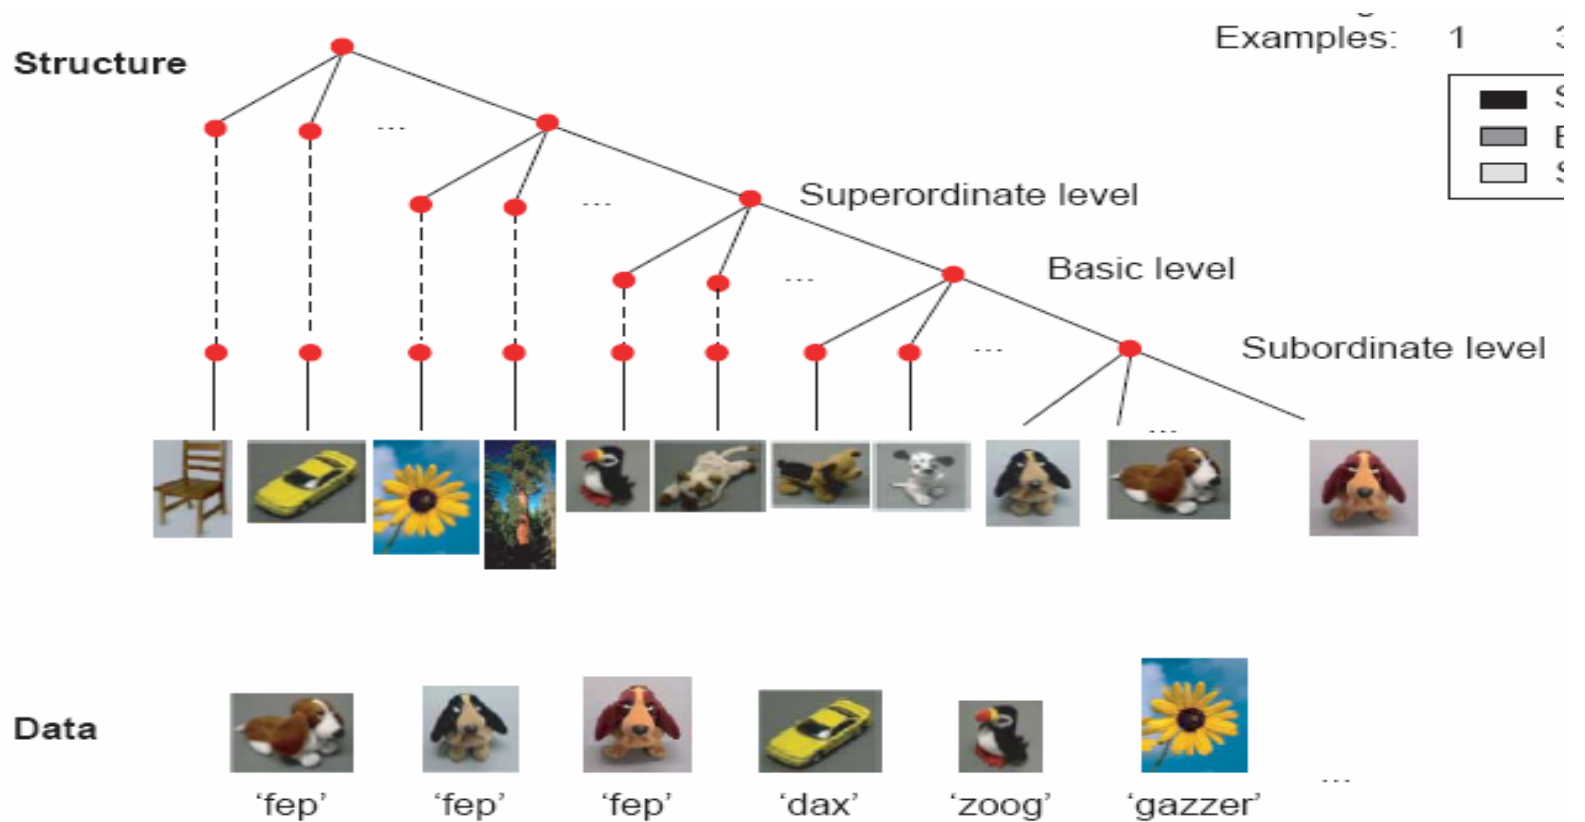 Examples: 1
Structure
...
Superordinate level
...
Basic level
...
Subordinate level
...
...
Data
...
‘fep’ ‘fep’ ‘fep’ ‘dax’ ‘zoog’ ‘gazzer’